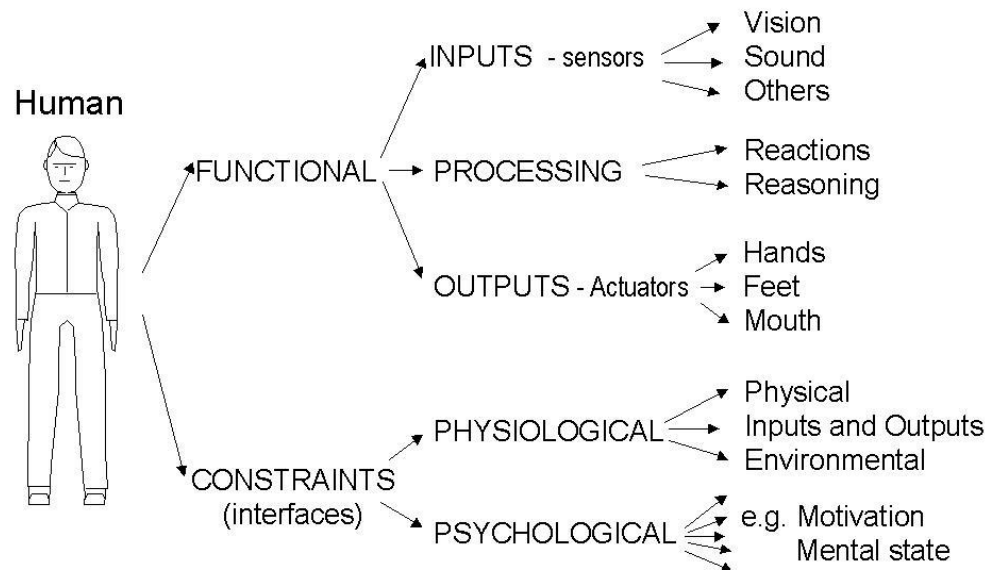 Human
FUNCTIONAL
INPUTS - sensors
Vision
Sound
Others
PROCESSING
Reactions
Reasoning
OUTPUTS - Actuators
Hands
Feet
Mouth
CONSTRAINTS
(interfaces)
PHYSIOLOGICAL
Physical
Inputs and Outputs
Environmental
PSYCHOLOGICAL
e.g. Motivation
Mental state